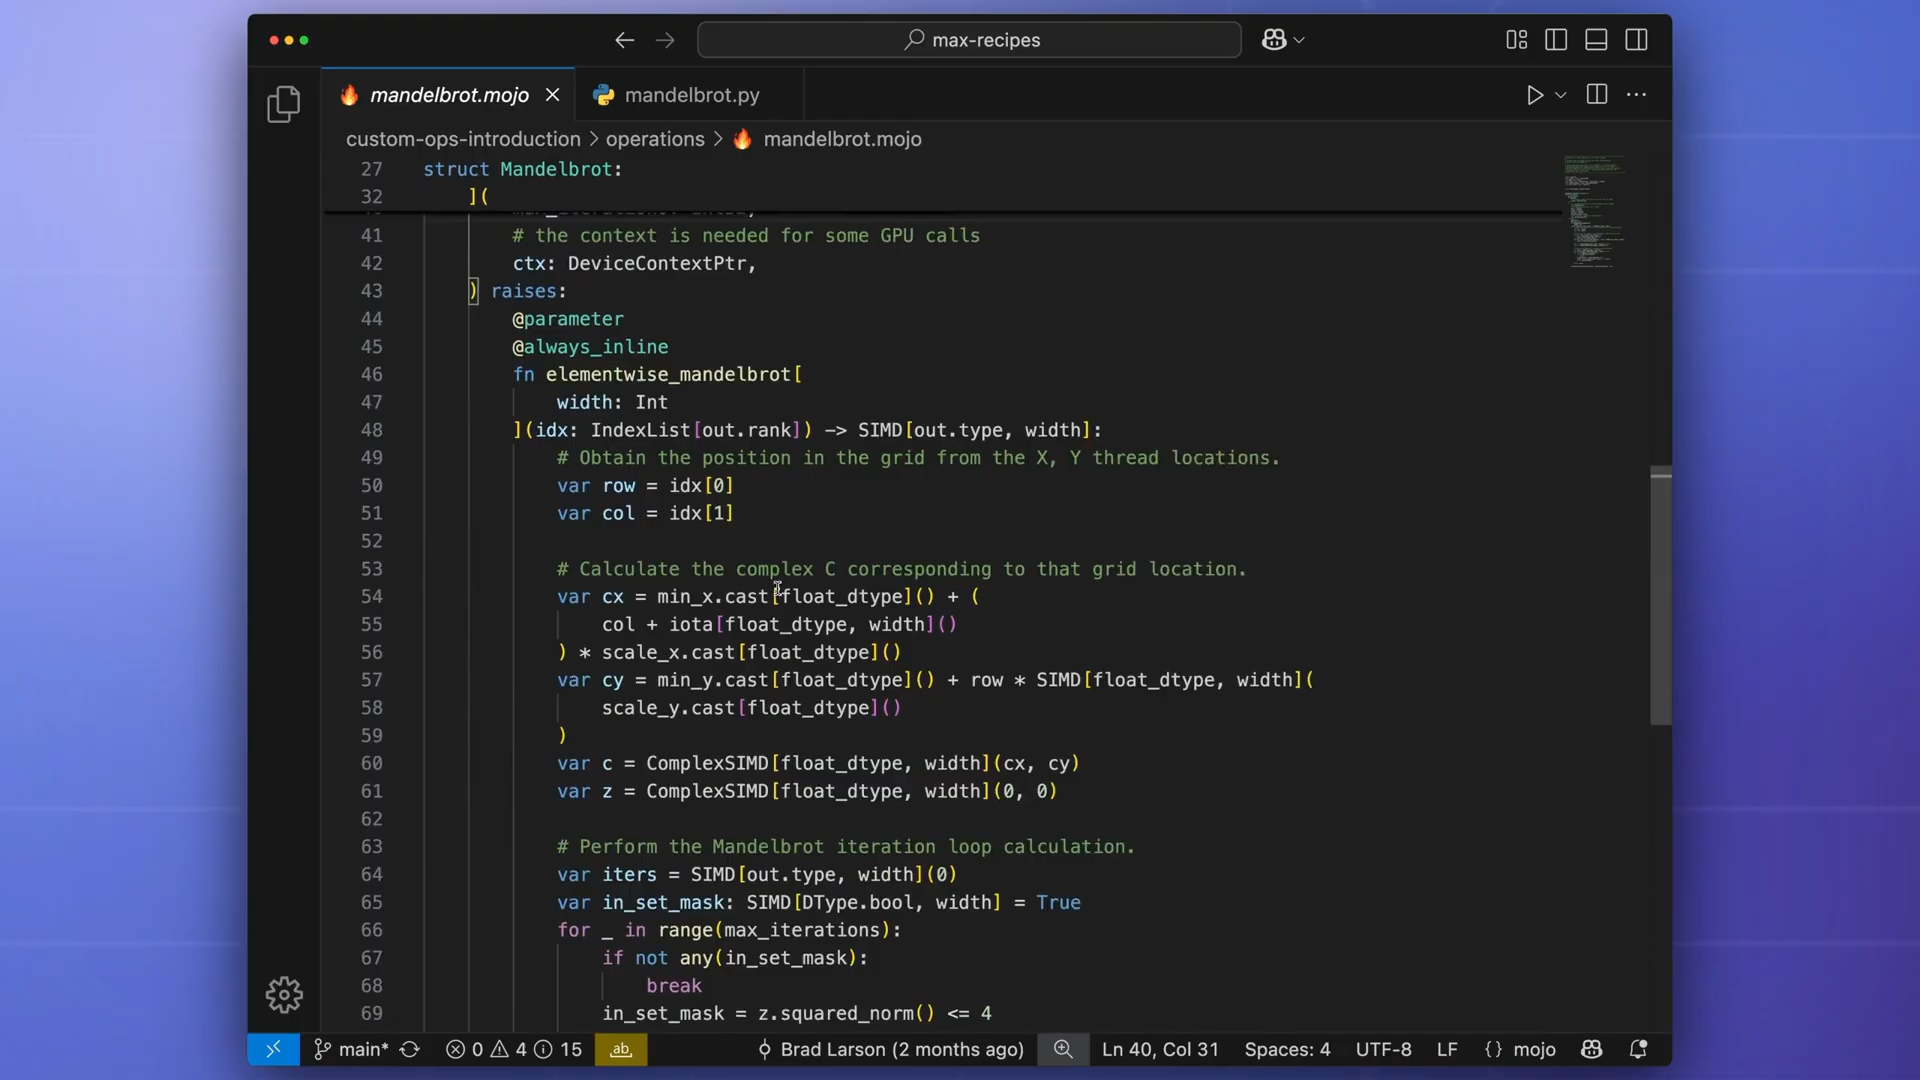 max-recipes
mandelbrot.mojo
mandelbrot.py
custom-ops-introduction > operations > mandelbrot.mojo
27 struct Mandelbrot:
32 ](
41 # the context is needed for some GPU calls
42 ctx: DeviceContextPtr,
43 ) raises:
44 @parameter
45 @always_inline
46 fn elementwise_mandelbrot[
47 width: Int
48 ](idx: IndexList[out.rank]) -> SIMD[out.type, width]:
49 # Obtain the position in the grid from the X, Y thread locations.
50 var row = idx[0]
51 var col = idx[1]
52
53 # Calculate the complex C corresponding to that grid location.
54 var cx = min_x.cast[float_dtype]() + (
55 col + iota[float_dtype, width]()
56 ) * scale_x.cast[float_dtype]()
57 var cy = min_y.cast[float_dtype]() + row * SIMD[float_dtype, width](
58 scale_y.cast[float_dtype]()
59 )
60 var c = ComplexSIMD[float_dtype, width](cx, cy)
61 var z = ComplexSIMD[float_dtype, width](0, 0)
62
63 # Perform the Mandelbrot iteration loop calculation.
64 var iters = SIMD[out.type, width](0)
65 var in_set_mask: SIMD[DType.bool, width] = True
66 for _ in range(max_iterations):
67 if not any(in_set_mask):
68 break
69 in_set_mask = z.squared_norm() <= 4
main* 0 4 15 ab Brad Larson (2 months ago) Ln 40, Col 31 Spaces: 4 UTF-8 LF {} mojo